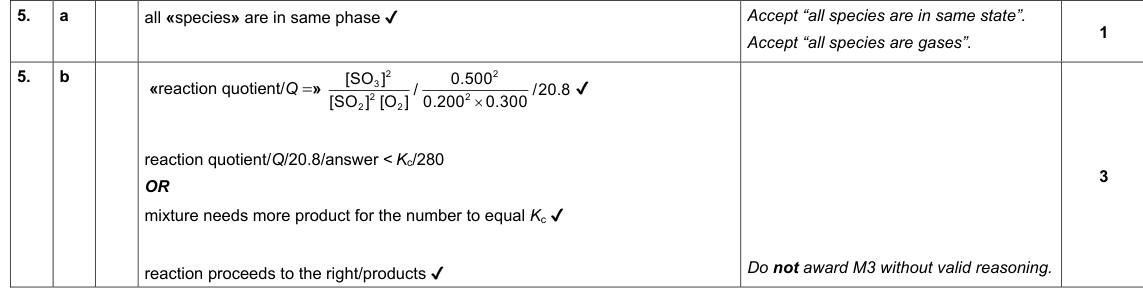 5. a all «species» are in same phase ✔ Accept "all species are in same state". 1
Accept "all species are gases".
5. b «reaction quotient/Q =» [SO₃]² / [SO₂]² [O₂] / 0.500² / 0.200² × 0.300 /20.8 ✔ 3
reaction quotient/Q/20.8/answer < Kc/280
OR
mixture needs more product for the number to equal Kc ✔
reaction proceeds to the right/products ✔ Do not award M3 without valid reasoning.